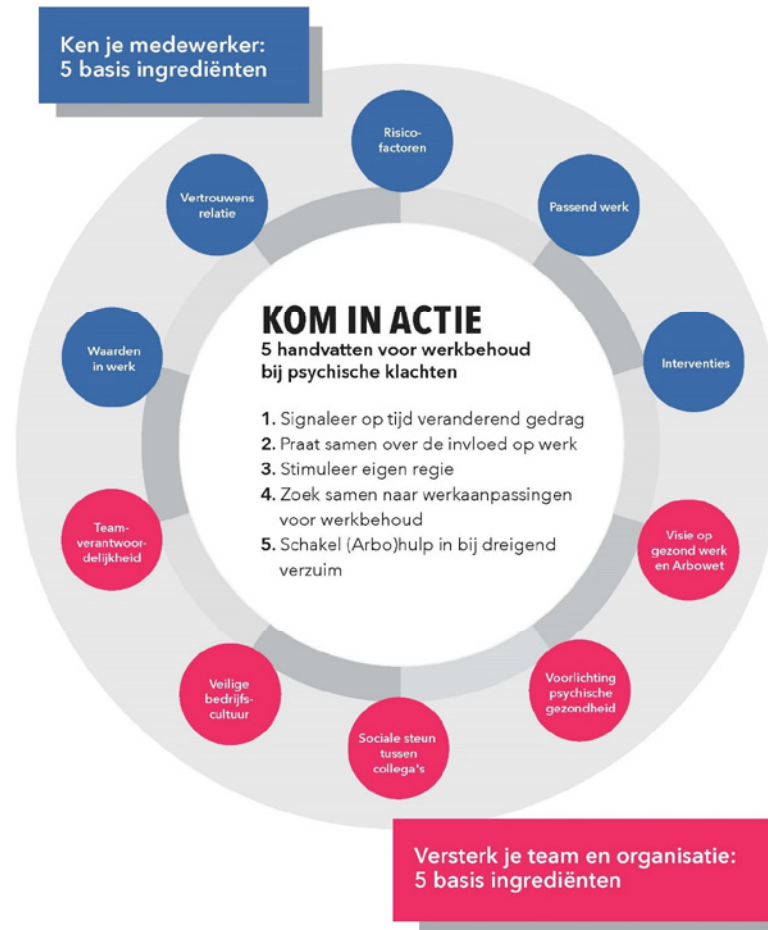 Ken je medewerker:
5 basis ingrediënten
Risico-
factoren
Vertrouwens
relatie
Passend werk
Waarden
in werk
Interventies
KOM IN ACTIE
5 handvatten voor werkbehoud
bij psychische klachten
1. Signaleer op tijd veranderend gedrag
2. Praat samen over de invloed op werk
3. Stimuleer eigen regie
4. Zoek samen naar werkaanpassingen
voor werkbehoud
5. Schakel (Arbo)hulp in bij dreigend
verzuim
Team-
verantwoor-
delijkheid
Visie op
gezond werk
en Arbowet
Veilige
bedrijfs-
cultuur
Voorlichting
psychische
gezondheid
Sociale steun
tussen
collega's
Versterk je team en organisatie:
5 basis ingrediënten